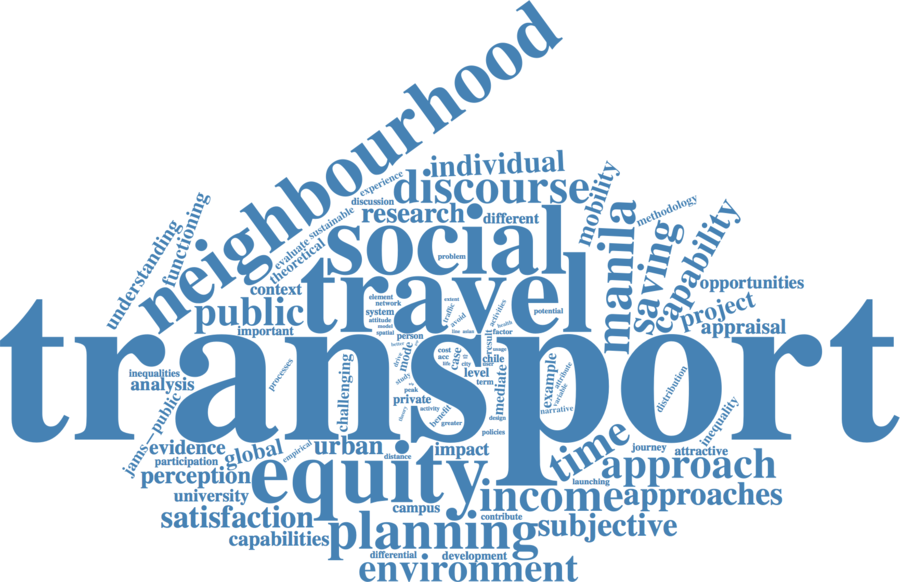 neighbourhood
individual
experience
discourse
discussion
mobility
methodology
research
different
sustainable
evaluate
theoretical
understanding
functioning
social
problem
manila
saving
capability
context
travel
opportunities
public
element
network
system
attitude
model
spatial
extent
traffic
avoid
activities
health
potential
project
appraisal
important
person
factor
transport
result
better
mode
drive
study
cost
acc
case
city
chile
level
term
mediate
usage
example
attribute
variable
narrative
inequalities
analysis
processes
challenging
peak
private
theory
activity
benefit
greater
design
policies
distribution
inequality
jams–public
evidence
participation
global
empirical
urban
distance
impact
time
journey
attractive
perception
equity
approach
launching
university
income
approaches
campus
contribute
satisfaction
planning
subjective
capabilities
differential
development
environment